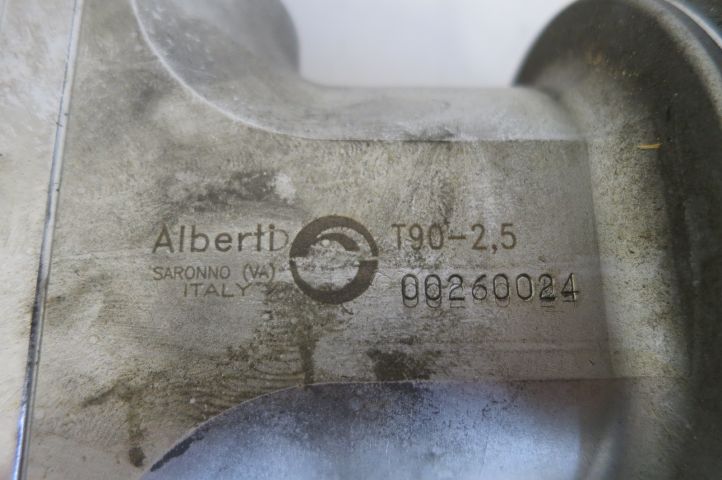 Alberti
SARONNO (VA)
ITALY
T90-2,5
00260024